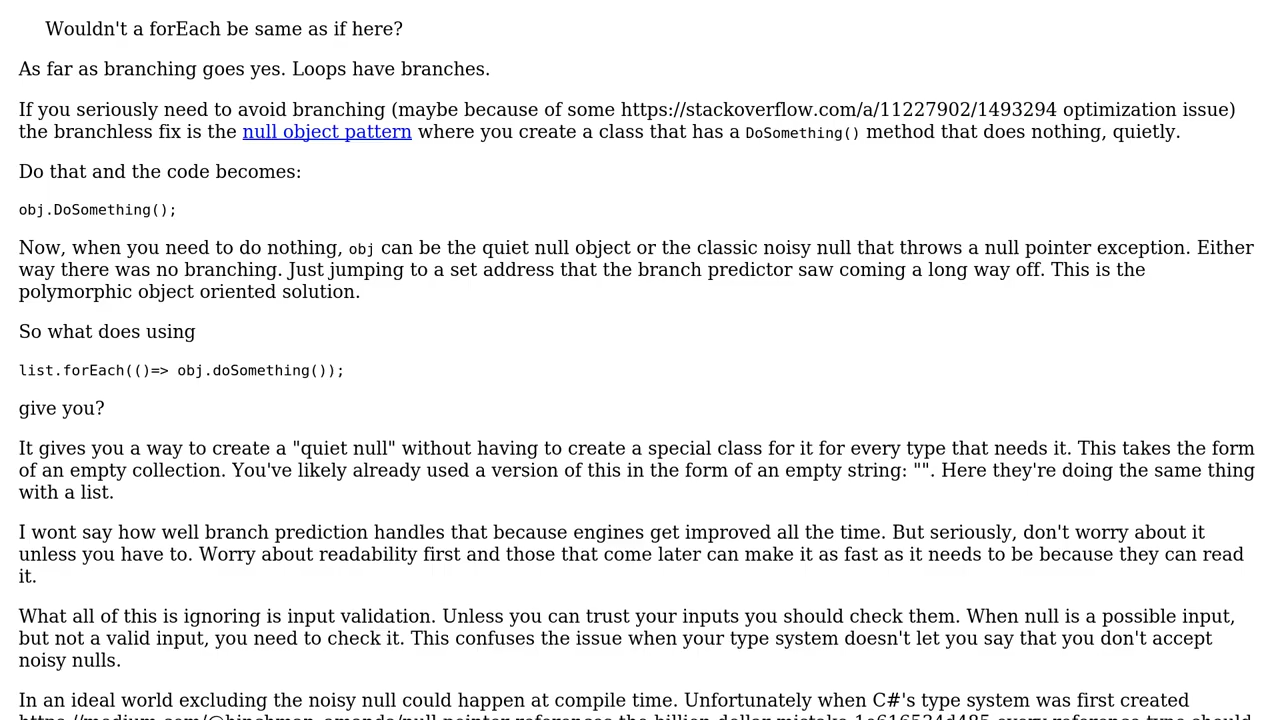 Wouldn't a forEach be same as if here?
As far as branching goes yes. Loops have branches.
If you seriously need to avoid branching (maybe because of some https://stackoverflow.com/a/11227902/1493294 optimization issue)
the branchless fix is the null object pattern where you create a class that has a DoSomething() method that does nothing, quietly.
Do that and the code becomes:
obj.DoSomething();
Now, when you need to do nothing, obj can be the quiet null object or the classic noisy null that throws a null pointer exception. Either
way there was no branching. Just jumping to a set address that the branch predictor saw coming a long way off. This is the
polymorphic object oriented solution.
So what does using
list.forEach(()=> obj.doSomething());
give you?
It gives you a way to create a "quiet null" without having to create a special class for it for every type that needs it. This takes the form
of an empty collection. You've likely already used a version of this in the form of an empty string: "". Here they're doing the same thing
with a list.
I wont say how well branch prediction handles that because engines get improved all the time. But seriously, don't worry about it
unless you have to. Worry about readability first and those that come later can make it as fast as it needs to be because they can read
it.
What all of this is ignoring is input validation. Unless you can trust your inputs you should check them. When null is a possible input,
but not a valid input, you need to check it. This confuses the issue when your type system doesn't let you say that you don't accept
noisy nulls.
In an ideal world excluding the noisy null could happen at compile time. Unfortunately when C#'s type system was first created